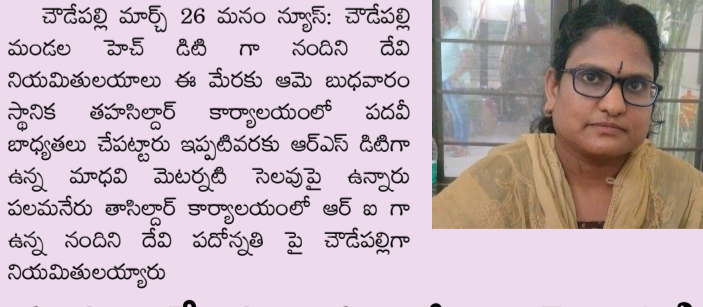 చౌడేపల్లి మార్చ్ 26 మనం న్యూస్: చౌడేపల్లి
మండల హెచ్ డిటి గా నందిని దేవి
నియమితులయాలు ఈ మేరకు ఆమె బుధవారం
స్థానిక తహసిల్దార్ కార్యాలయంలో పదవీ
బాధ్యతలు చేపట్టారు ఇప్పటివరకు ఆర్ఎస్ డిటిగా
ఉన్న మాధవి మెటర్నటి సెలవుపై ఉన్నారు
పలమనేరు తాసిల్దార్ కార్యాలయంలో ఆర్ ఐ గా
ఉన్న నందిని దేవి పదోన్నతి పై చౌడేపల్లిగా
నియమితులయ్యారు